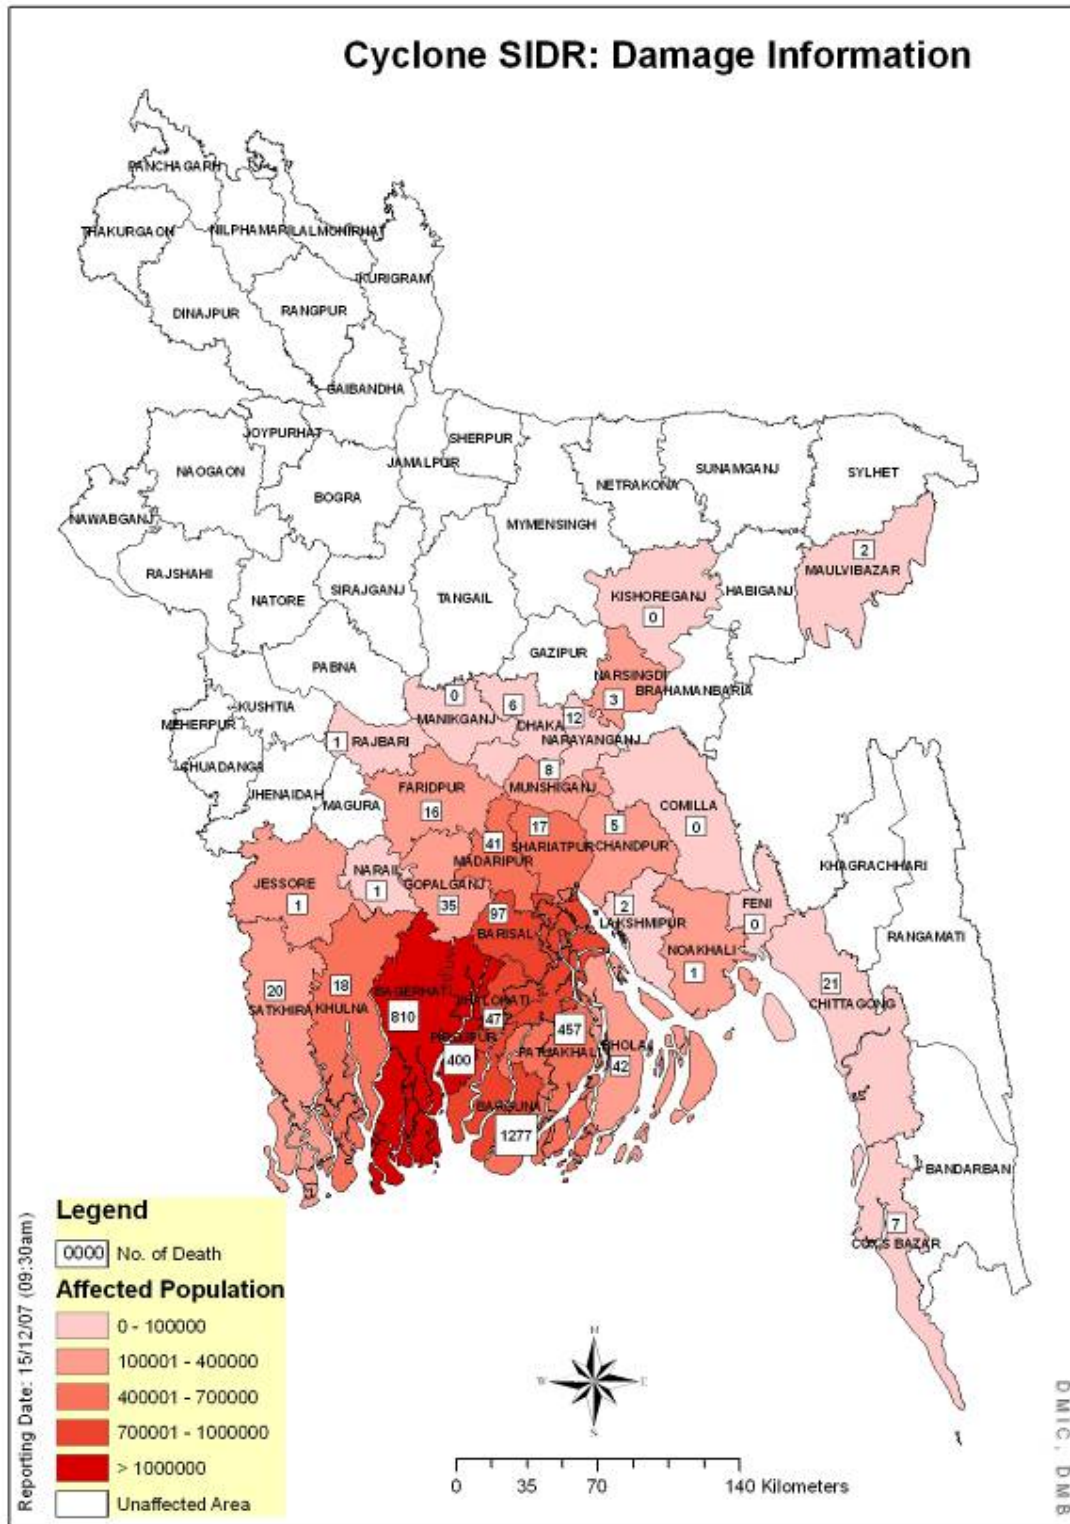 Cyclone SIDR: Damage Information
PANCHAGARH
THAKURGAON
NILPHAMARI
LALMONIRHAT
KURIGRAM
DINAJPUR
RANGPUR
GAIBANDHA
JOYPURHAT
SHERPUR
JAMALPUR
NAOGAON
BOGRA
NETRAKONA
SUNAMGANJ
SYLHET
NAWABGANJ
MYMENSINGH
RAJSHAHI
NATORE
SIRAJGANJ
TANGAIL
KISHOREGANJ
0
HABIGANJ
2
MAULVIBAZAR
PABNA
GAZIPUR
NARSINGDI
3
BRAHAMANBARIA
KUSHTIA
MEHERPUR
0
MANIKGANJ
6
DHAKA
12
NARAYANGANJ
1
RAJBARI
CHUADANGA
JHENAIDAH
MAGURA
FARIDPUR
16
8
MUNSHIGANJ
COMILLA
0
41
MADARIPUR
17
SHARIATPUR
5
CHANDPUR
KHAGRACHHARI
JESSORE
1
NARAIL
1
GOPALGANJ
35
97
BARISAL
2
LAKSHMIPUR
FENI
0
NOAKHALI
1
RANGAMATI
20
SATKHIRA
18
KHULNA
BAGERHAT
810
47
400
457
PATUAKHALI
BHOLA
42
21
CHITTAGONG
BARGUNA
1277
BANDARBAN
7
COX'S BAZAR
Legend
0000 No. of Death
Affected Population
0 - 100000
100001 - 400000
400001 - 700000
700001 - 1000000
> 1000000
Unaffected Area
Reporting Date: 15/12/07 (09:30am)
N
W E
S
0 35 70 140 Kilometers
DMIC, DMB